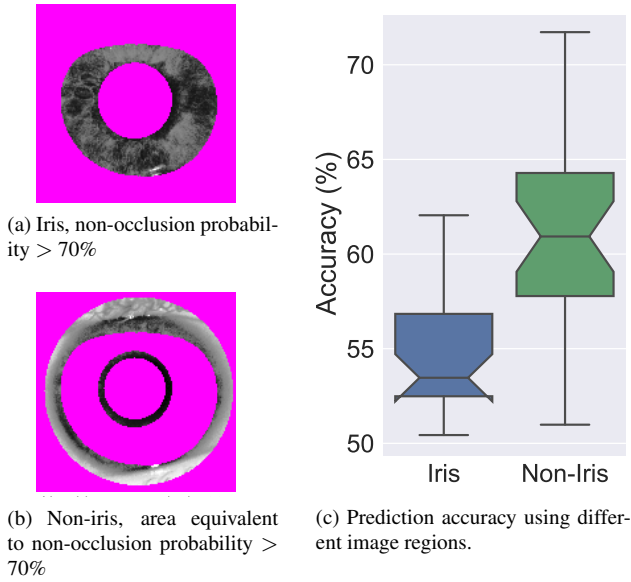 (a) Iris, non-occlusion probabil-
ity > 70%
(b) Non-iris, area equivalent
to non-occlusion probability >
70%
Accuracy (%)
70
65
60
55
50
Iris Non-Iris
(c) Prediction accuracy using differ-
ent image regions.